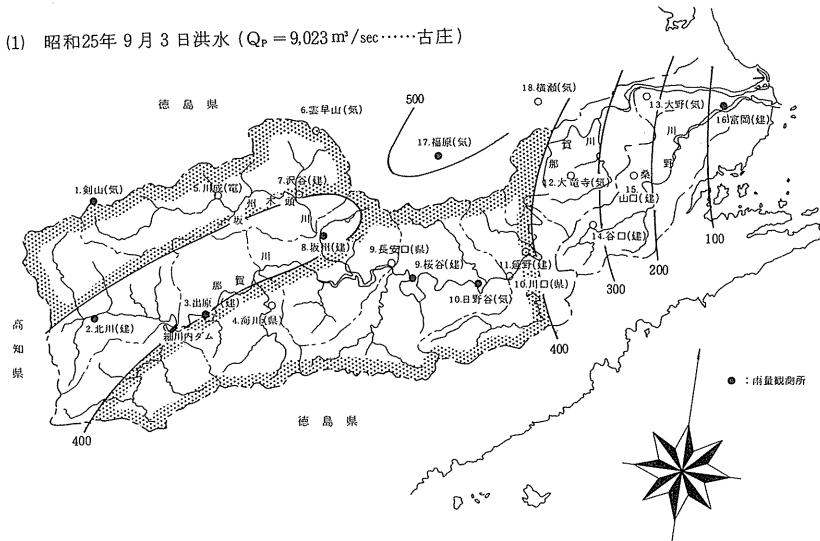 (1) 昭和25年9月3日洪水 (QP = 9,023 m³/sec……古庄)
徳島県
6.雲早山(気)
500
18.横瀬(気)
13.大野(気)
16.富岡(建)
17.福原(気)
那賀川
1.剣山(気)
5.川成(電)
7.沢谷(建)
坂州木頭川
12.大竜寺(気)
桑野川
15.
山口(建)
8.坂州(建)
9.長安口(県)
14.谷口(建)
100
200
300
那賀川
9.桜谷(建)
11.延野(建)
10.川口(県)
10.日野谷(気)
3.出原(建)
2.北川(建)
細川内ダム
高知県
400
400
●:雨量観測所
徳島県